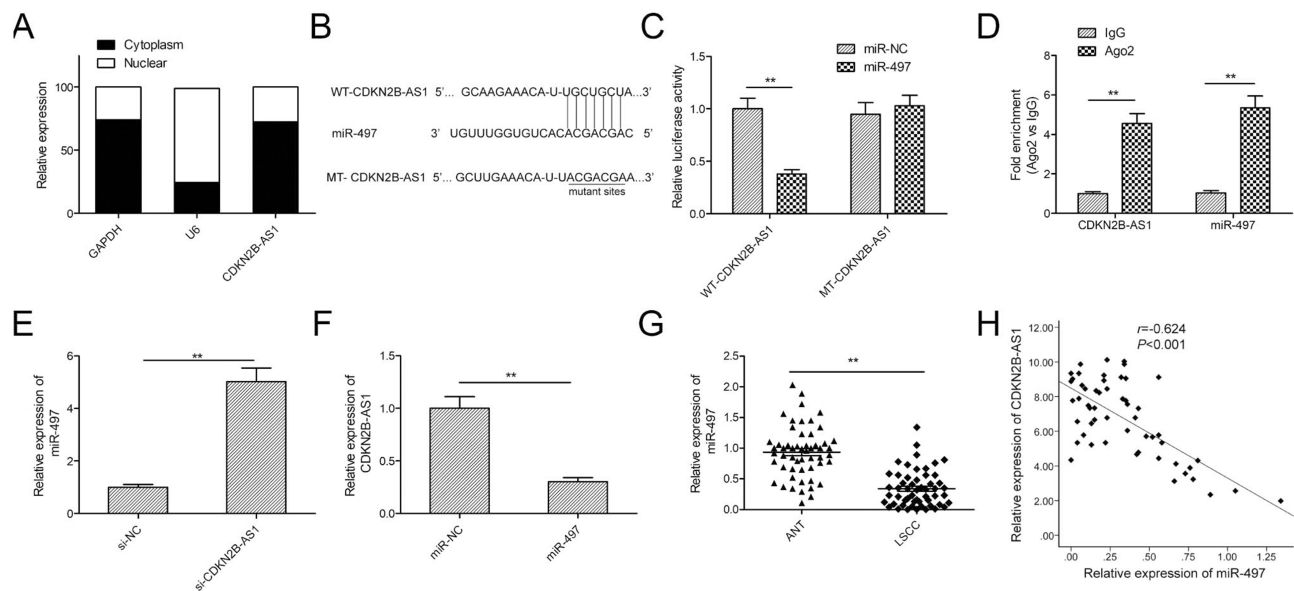 A
Cytoplasm
Nuclear
Relative expression
100
50
0
GAPDH
U6
CDKN2B-AS1
B
WT-CDKN2B-AS1 5'... GCAAGAAACA-U-UGCUGCUA...3'
miR-497 3' UGUUUGGUGUCACACGACGAC 5'
MT- CDKN2B-AS1 5'... GCUUGAAACA-U-UACGACGAA...3'
mutant sites
C
miR-NC
miR-497
Relative luciferase activity
1.5
1.0
0.5
0.0
**
WT-CDKN2B-AS1
MT-CDKN2B-AS1
D
IgG
Ago2
Fold enrichment
(Ago2 vs IgG)
8
6
4
2
0
**
**
CDKN2B-AS1
miR-497
E
Relative expression of
miR-497
6
4
2
0
**
si-NC
si-CDKN2B-AS1
F
Relative expression of
CDKN2B-AS1
1.5
1.0
0.5
0.0
**
miR-NC
miR-497
G
Relative expression of
miR-497
2.5
2.0
1.5
1.0
0.5
0.0
**
ANT
LSCC
H
Relative expression of CDKN2B-AS1
12.00
10.00
8.00
6.00
4.00
2.00
.00
r=-0.624
P<0.001
.00 .25 .50 .75 1.00 1.25
Relative expression of miR-497